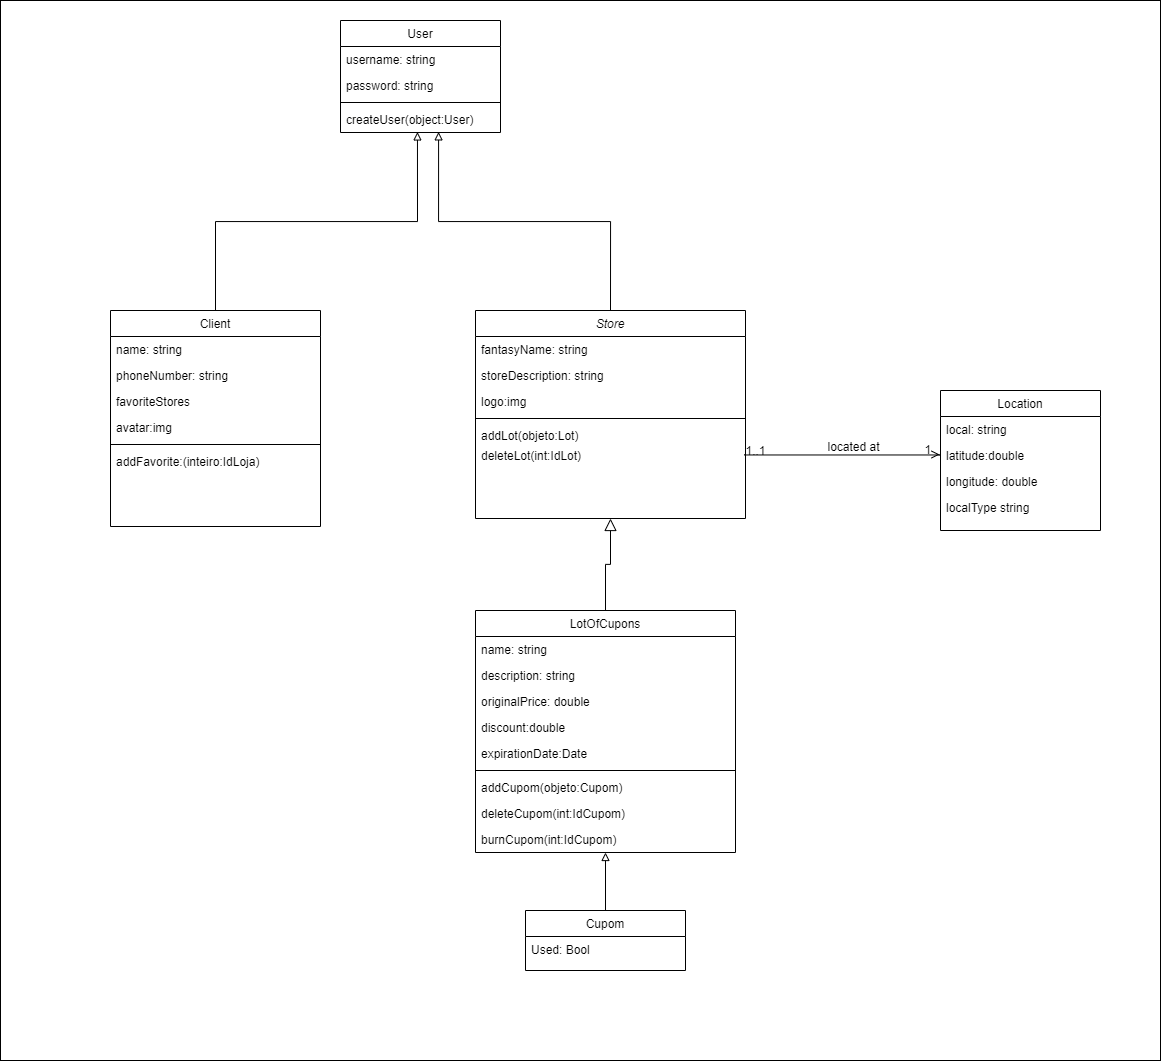 User
username: string
password: string
createUser(object:User)
Client
name: string
phoneNumber: string
favoriteStores
avatar:img
addFavorite:(inteiro:IdLoja)
Store
fantasyName: string
storeDescription: string
logo:img
addLot(objeto:Lot)
deleteLot(int:IdLot)
1..1
located at
1
Location
local: string
latitude:double
longitude: double
localType string
LotOfCupons
name: string
description: string
originalPrice: double
discount:double
expirationDate:Date
addCupom(objeto:Cupom)
deleteCupom(int:IdCupom)
burnCupom(int:IdCupom)
Cupom
Used: Bool